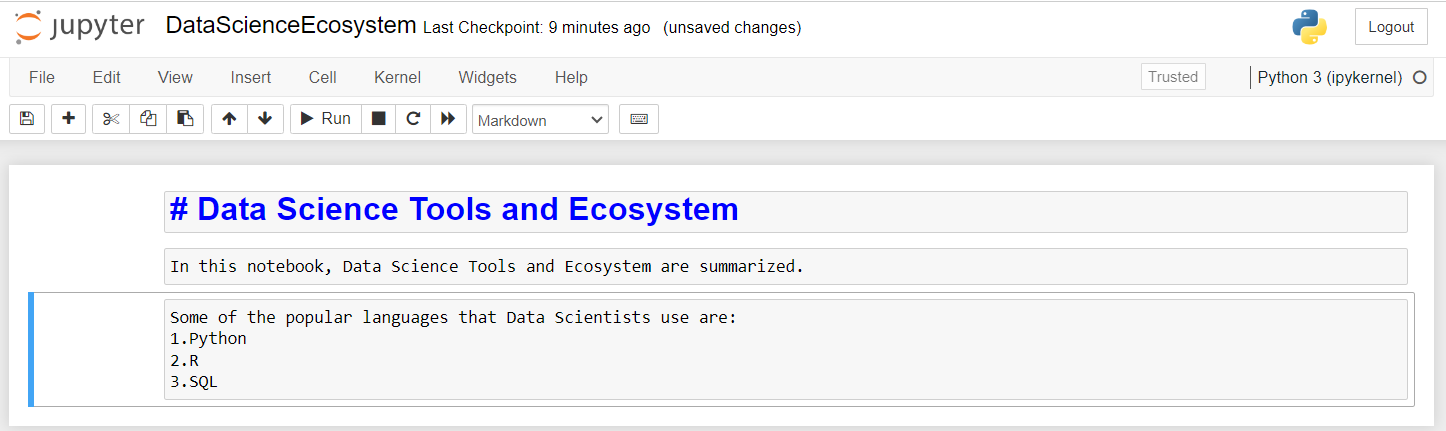 jupyter DataScienceEcosystem Last Checkpoint: 9 minutes ago (unsaved changes) Logout
File Edit View Insert Cell Kernel Widgets Help Trusted Python 3 (ipykernel)
Run Markdown
# Data Science Tools and Ecosystem
In this notebook, Data Science Tools and Ecosystem are summarized.
Some of the popular languages that Data Scientists use are:
1.Python
2.R
3.SQL